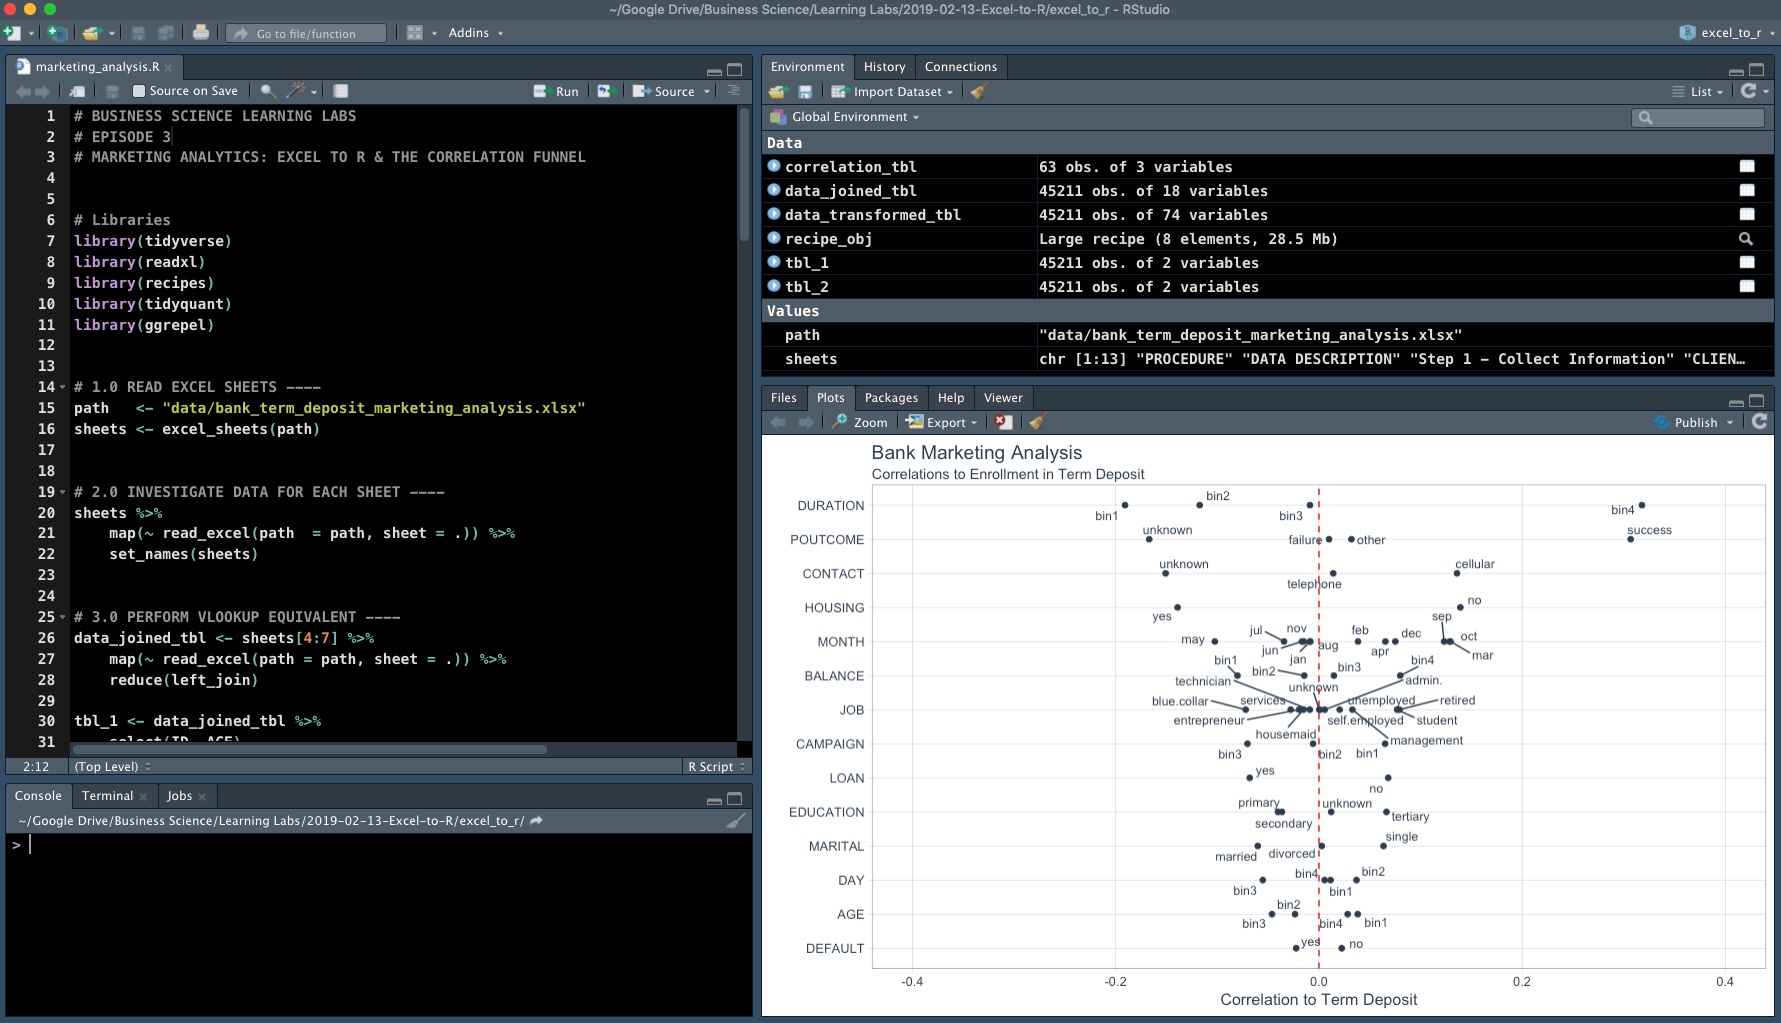 ~/Google Drive/Business Science/Learning Labs/2019-02-13-Excel-to-R/excel_to_r - RStudio
Go to file/function
Addins
excel_to_r
marketing_analysis.R
Source on Save
Run
Source
1 # BUSINESS SCIENCE LEARNING LABS
2 # EPISODE 3
3 # MARKETING ANALYTICS: EXCEL TO R & THE CORRELATION FUNNEL
4
5
6 # Libraries
7 library(tidyverse)
8 library(readxl)
9 library(recipes)
10 library(tidyquant)
11 library(ggrepel)
12
13
14 # 1.0 READ EXCEL SHEETS ----
15 path   <- "data/bank_term_deposit_marketing_analysis.xlsx"
16 sheets <- excel_sheets(path)
17
18
19 # 2.0 INVESTIGATE DATA FOR EACH SHEET ----
20 sheets %>%
21     map(~ read_excel(path  = path, sheet = .)) %>%
22     set_names(sheets)
23
24
25 # 3.0 PERFORM VLOOKUP EQUIVALENT ----
26 data_joined_tbl <- sheets[4:7] %>%
27     map(~ read_excel(path = path, sheet = .)) %>%
28     reduce(left_join)
29
30 tbl_1 <- data_joined_tbl %>%
31     select(ID, AGE)
2:12 (Top Level) R Script
Console Terminal Jobs
~/Google Drive/Business Science/Learning Labs/2019-02-13-Excel-to-R/excel_to_r/
>
Environment History Connections
Import Dataset List
Global Environment
Data
correlation_tbl 63 obs. of 3 variables
data_joined_tbl 45211 obs. of 18 variables
data_transformed_tbl 45211 obs. of 74 variables
recipe_obj Large recipe (8 elements, 28.5 Mb)
tbl_1 45211 obs. of 2 variables
tbl_2 45211 obs. of 2 variables
Values
path "data/bank_term_deposit_marketing_analysis.xlsx"
sheets chr [1:13] "PROCEDURE" "DATA DESCRIPTION" "Step 1 – Collect Information" "CLIEN…
Files Plots Packages Help Viewer
Zoom Export Publish
Bank Marketing Analysis
Correlations to Enrollment in Term Deposit
DURATION bin1 bin2 bin3 bin4
POUTCOME unknown failure other success
CONTACT unknown telephone cellular
HOUSING yes no
MONTH may jul jun nov jan aug feb apr dec sep oct mar
BALANCE bin1 bin2 bin3 bin4
JOB blue.collar technician entrepreneur services housemaid unknown admin. self.employed unemployed management student retired
CAMPAIGN bin3 bin2 bin1
LOAN yes no
EDUCATION primary secondary unknown tertiary
MARITAL married divorced single
DAY bin3 bin4 bin1 bin2
AGE bin3 bin2 bin4 bin1
DEFAULT yes no
-0.4 -0.2 0.0 0.2 0.4
Correlation to Term Deposit